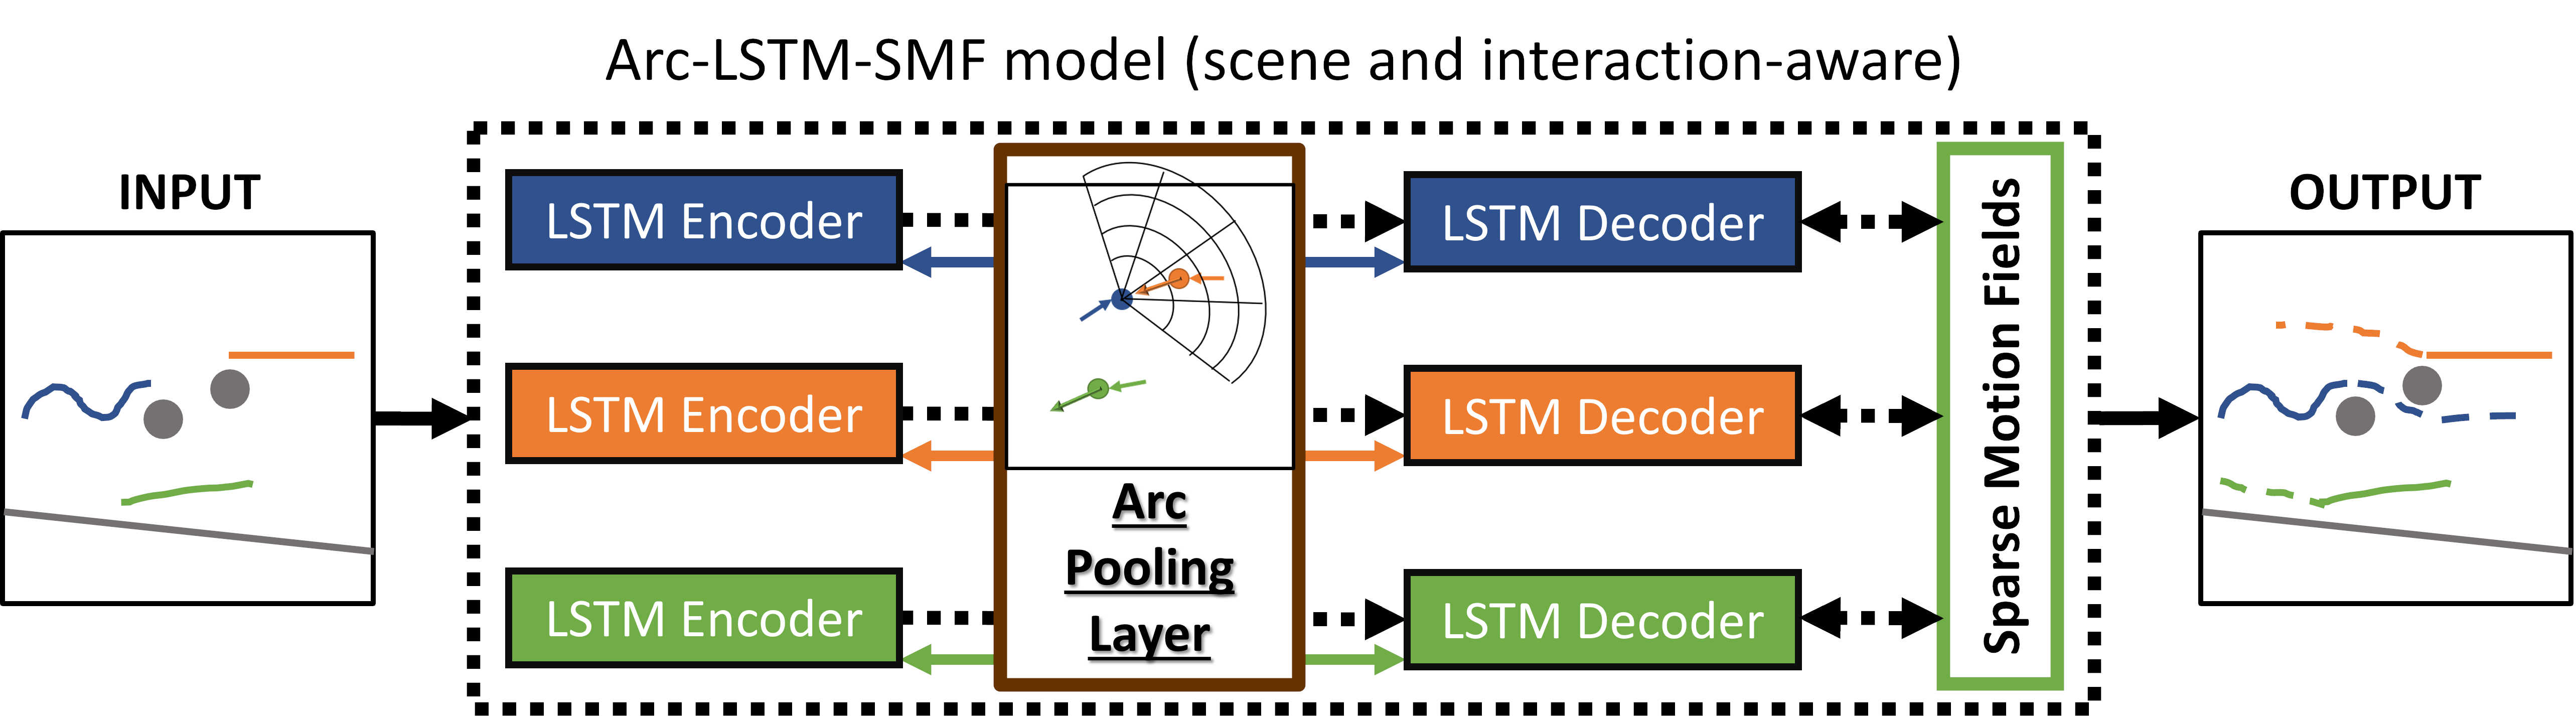 Arc-LSTM-SMF model (scene and interaction-aware)
INPUT
LSTM Encoder
LSTM Encoder
LSTM Encoder
Arc
Pooling
Layer
LSTM Decoder
LSTM Decoder
LSTM Decoder
Sparse Motion Fields
OUTPUT